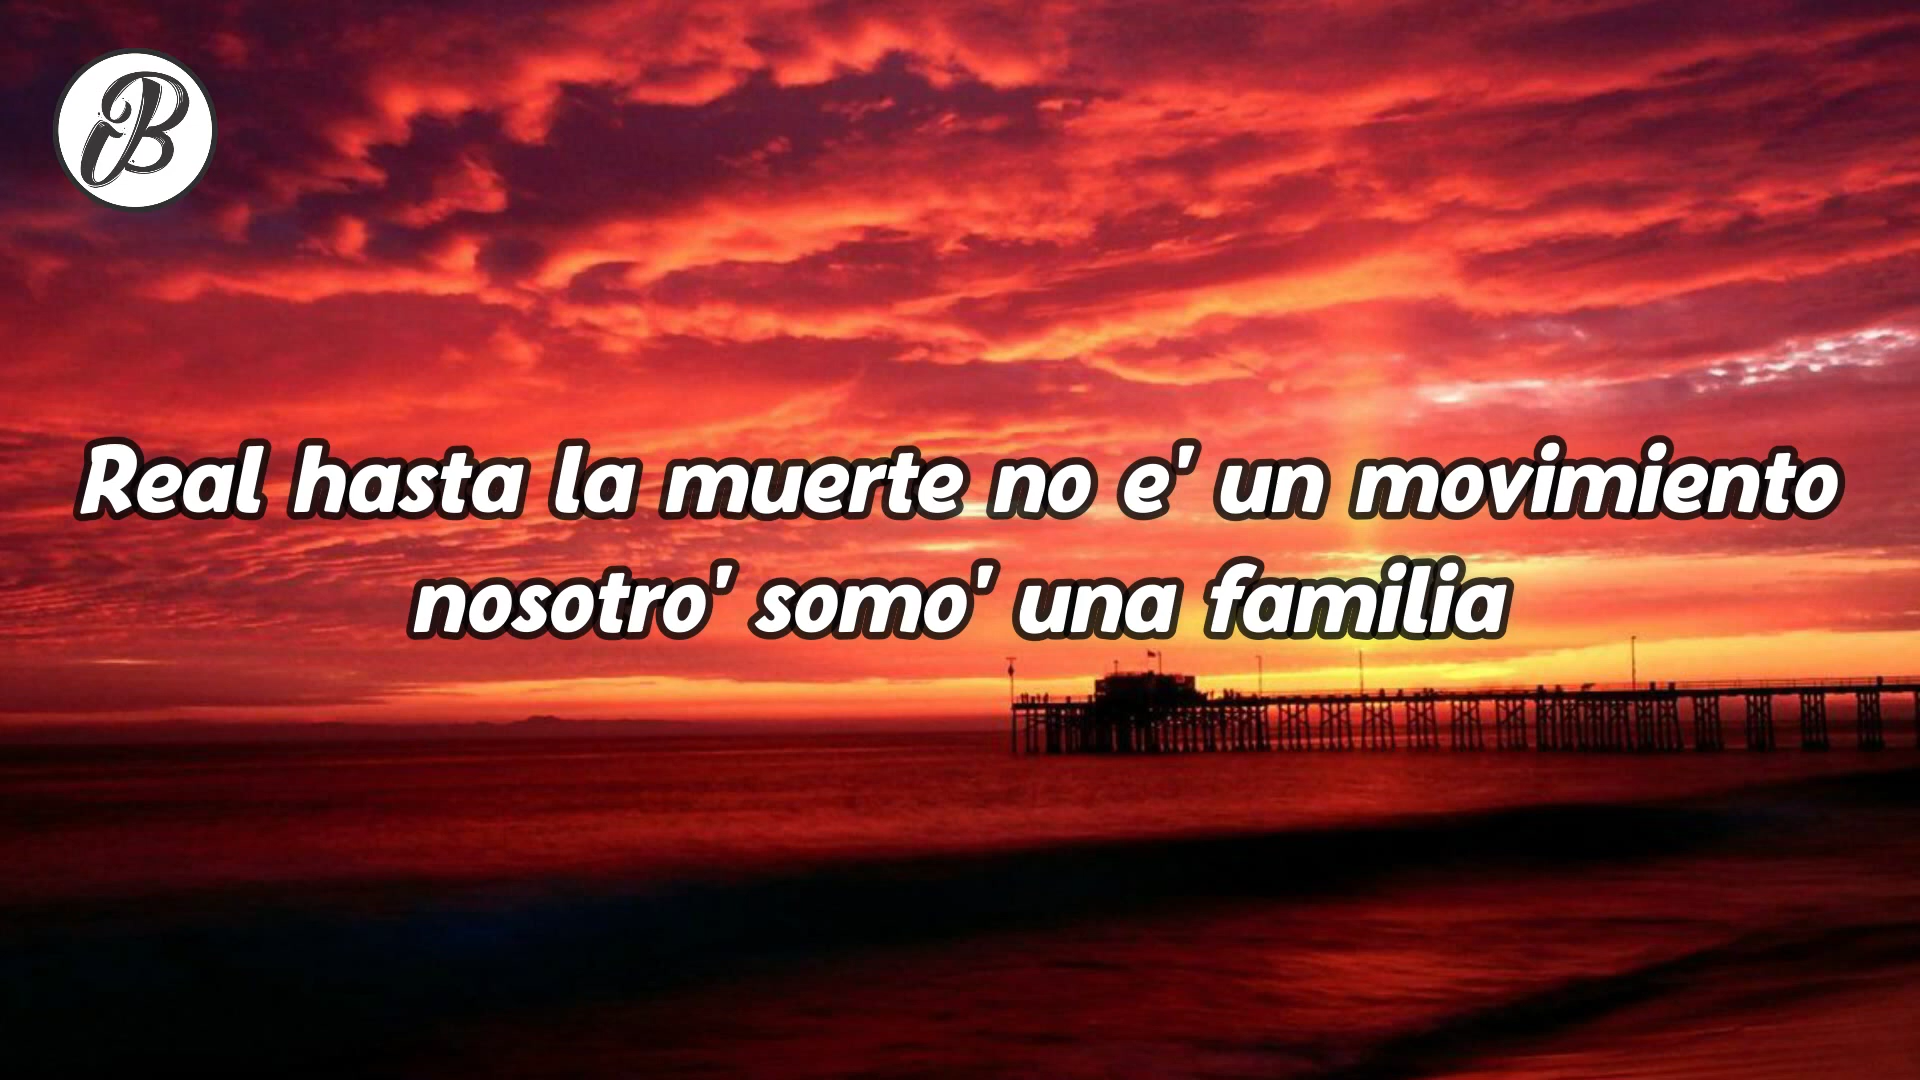 B
Real hasta la muerte no e' un movimiento
nosotro' somo' una familia